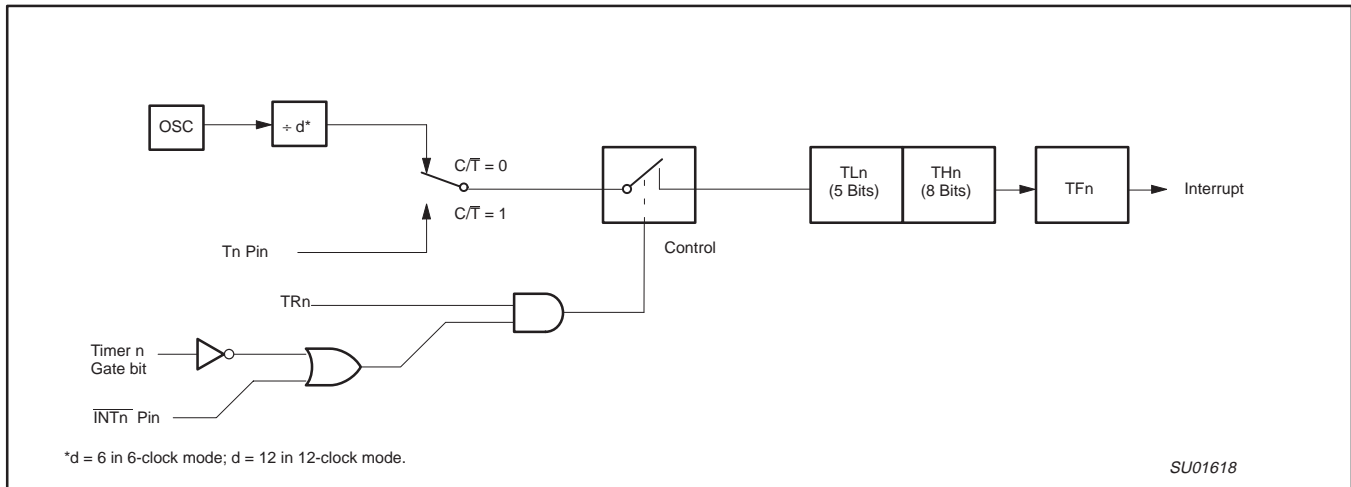 OSC
÷ d*
C/T̅ = 0
C/T̅ = 1
Tn Pin
Control
TLn
(5 Bits)
THn
(8 Bits)
TFn
Interrupt
TRn
Timer n
Gate bit
I̅N̅T̅n̅ Pin
*d = 6 in 6-clock mode; d = 12 in 12-clock mode.
SU01618